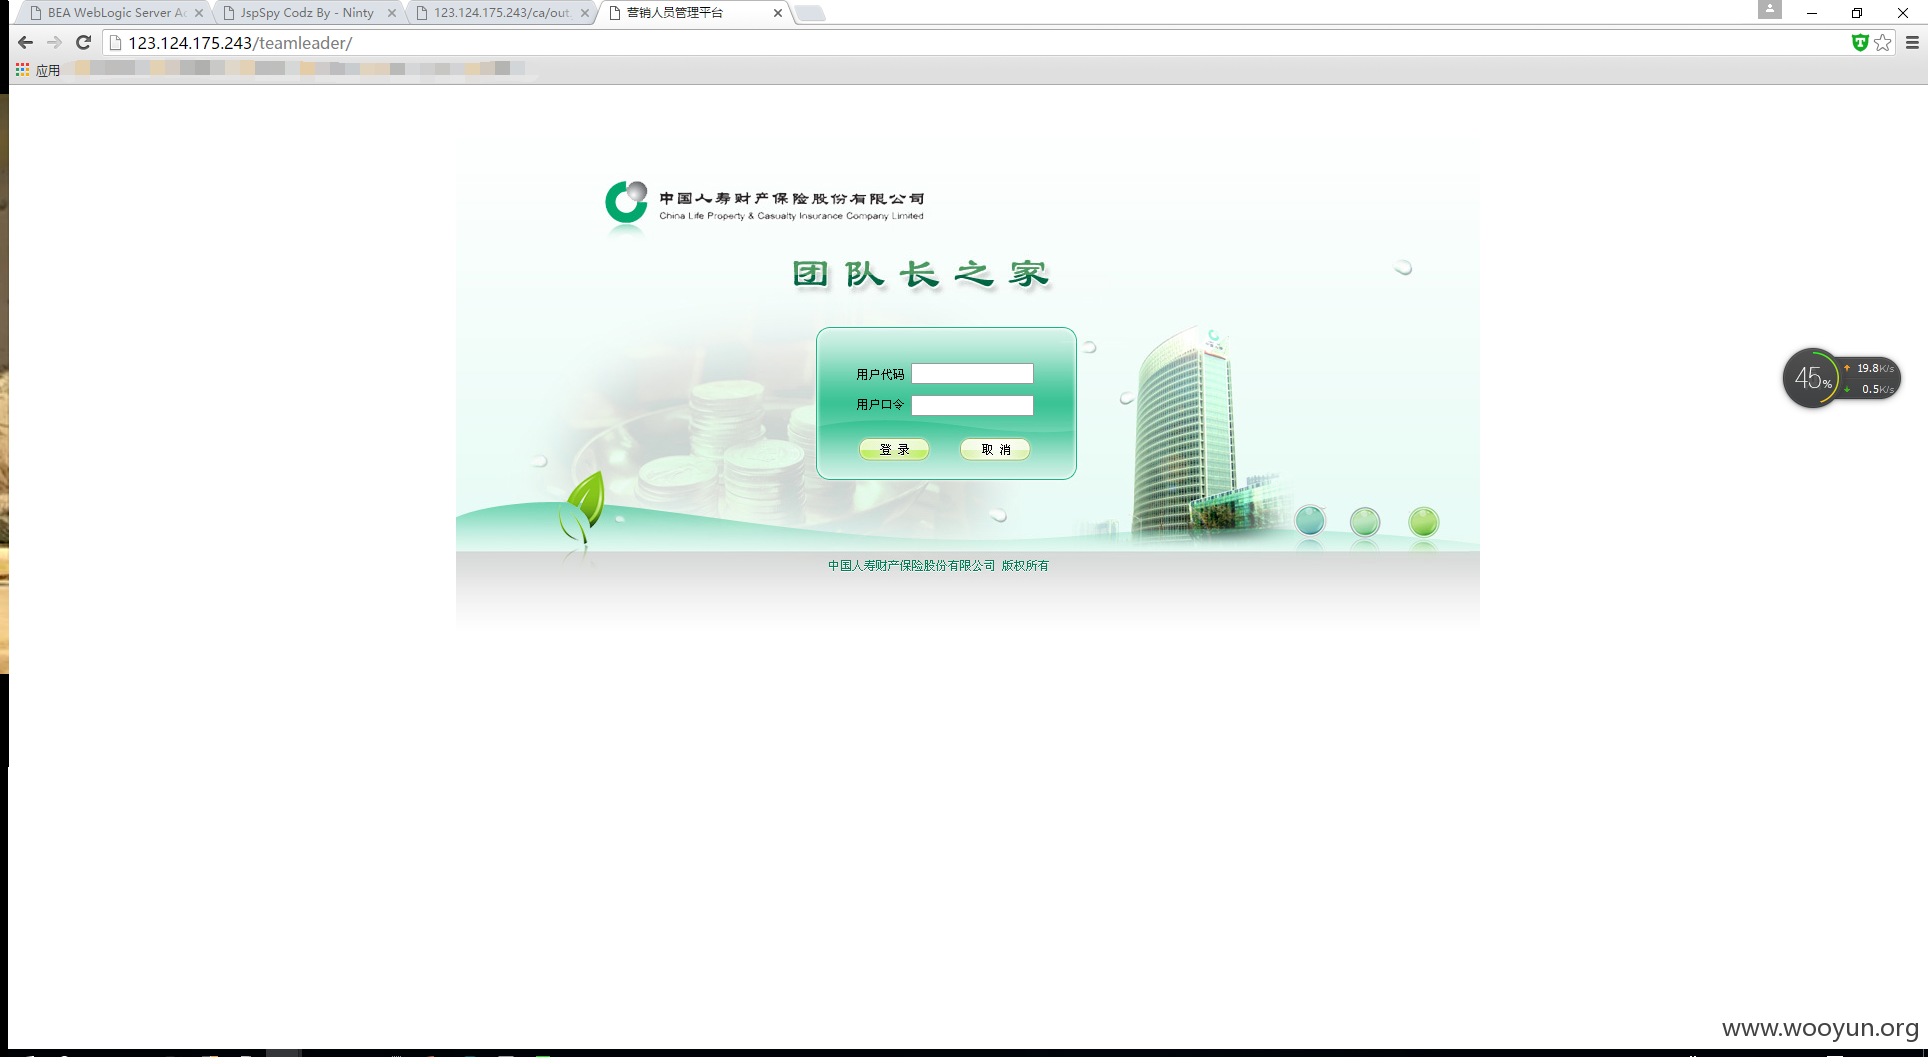 BEA WebLogic Server A
JspSpy Codz By - Ninty
123.124.175.243/ca/out
营销人员管理平台
123.124.175.243/teamleader/
应用
中国人寿财产保险股份有限公司
China Life Property & Casualty Insurance Company Limited
团队长之家
用户代码
用户口令
登 录
取 消
45%
19.8K/s
0.5K/s
中国人寿财产保险股份有限公司 版权所有
www.wooyun.org